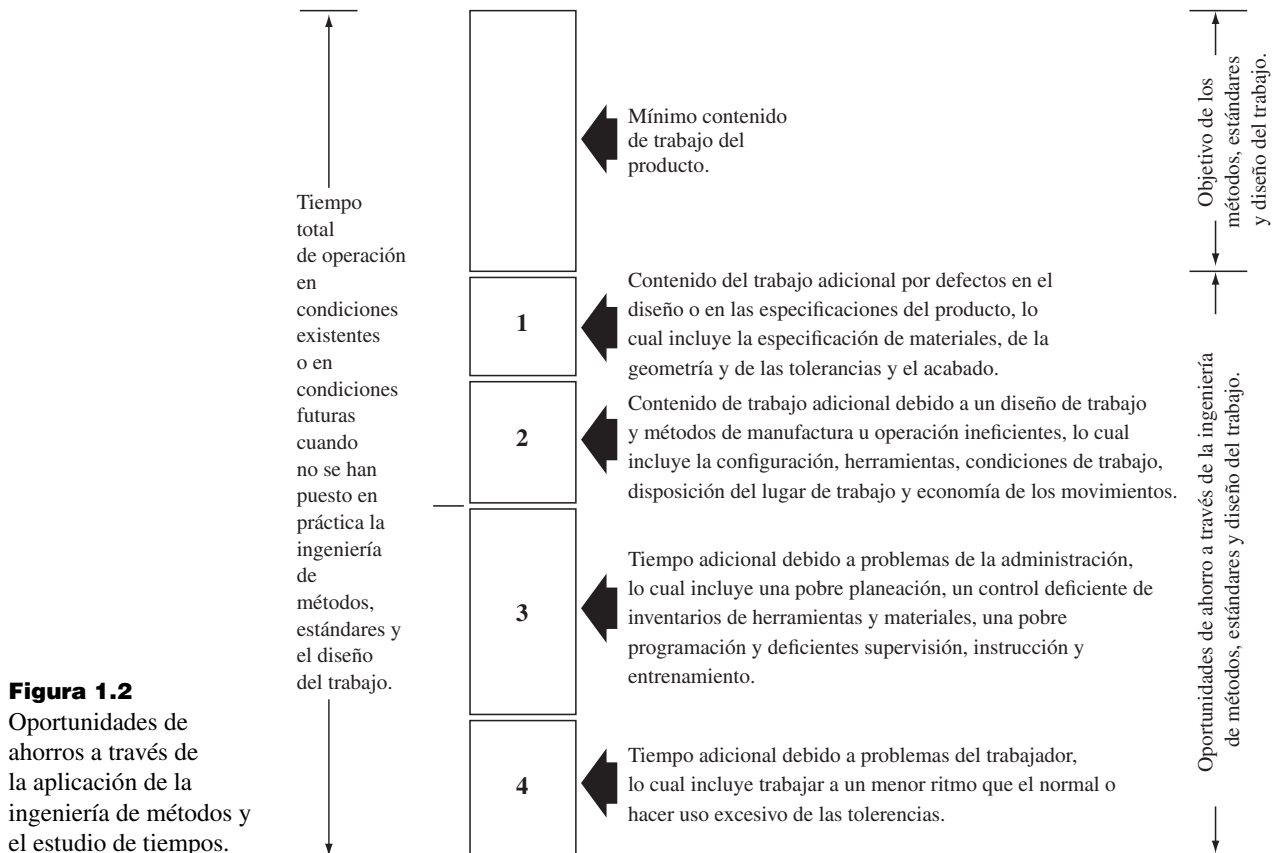 Tiempo
total
de operación
en
condiciones
existentes
o en
condiciones
futuras
cuando
no se han
puesto en
práctica la
ingeniería
de
métodos,
estándares y
el diseño
del trabajo.
Mínimo contenido
de trabajo del
producto.
1
Contenido del trabajo adicional por defectos en el
diseño o en las especificaciones del producto, lo
cual incluye la especificación de materiales, de la
geometría y de las tolerancias y el acabado.
2
Contenido de trabajo adicional debido a un diseño de trabajo
y métodos de manufactura u operación ineficientes, lo cual
incluye la configuración, herramientas, condiciones de trabajo,
disposición del lugar de trabajo y economía de los movimientos.
3
Tiempo adicional debido a problemas de la administración,
lo cual incluye una pobre planeación, un control deficiente de
inventarios de herramientas y materiales, una pobre
programación y deficientes supervisión, instrucción y
entrenamiento.
4
Tiempo adicional debido a problemas del trabajador,
lo cual incluye trabajar a un menor ritmo que el normal o
hacer uso excesivo de las tolerencias.
Objetivo de los
métodos, estándares
y diseño del trabajo.
Oportunidades de ahorro a través de la ingeniería
de métodos, estándares y diseño del trabajo.
Figura 1.2
Oportunidades de
ahorros a través de
la aplicación de la
ingeniería de métodos y
el estudio de tiempos.